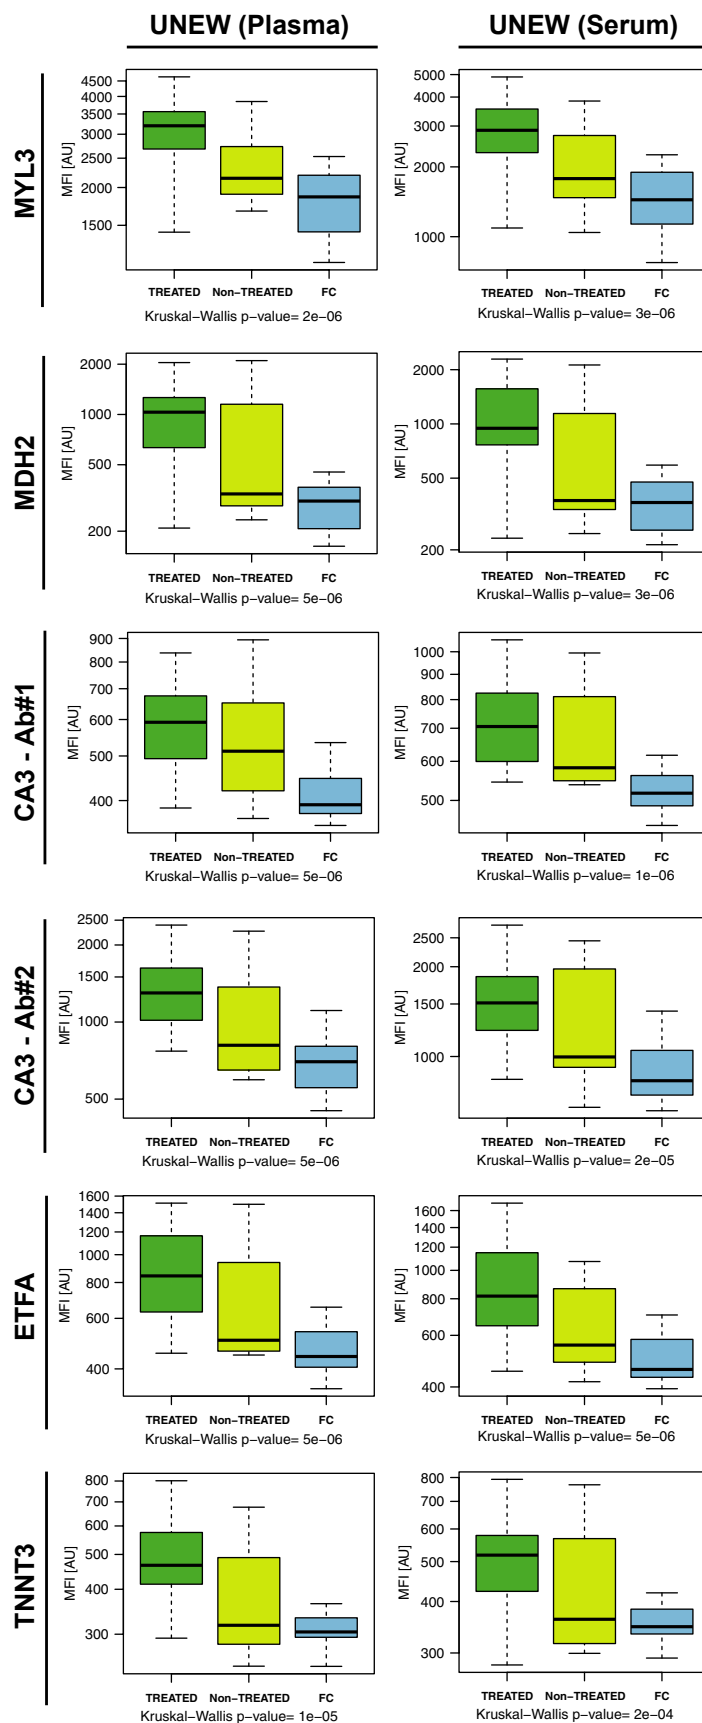 UNEW (Plasma)
UNEW (Serum)
MYL3
MFI [AU]
4500
4000
3500
3000
2500
2000
1500
TREATED
Non−TREATED
FC
Kruskal−Wallis p−value= 2e−06
MFI [AU]
5000
4000
3000
2000
1000
TREATED
Non−TREATED
FC
Kruskal−Wallis p−value= 3e−06
MDH2
MFI [AU]
2000
1000
500
200
TREATED
Non−TREATED
FC
Kruskal−Wallis p−value= 5e−06
MFI [AU]
2000
1000
500
200
TREATED
Non−TREATED
FC
Kruskal−Wallis p−value= 3e−06
CA3 - Ab#1
MFI [AU]
900
800
700
600
500
400
TREATED
Non−TREATED
FC
Kruskal−Wallis p−value= 5e−06
MFI [AU]
1000
900
800
700
600
500
TREATED
Non−TREATED
FC
Kruskal−Wallis p−value= 1e−06
CA3 - Ab#2
MFI [AU]
2500
2000
1500
1000
500
TREATED
Non−TREATED
FC
Kruskal−Wallis p−value= 5e−06
MFI [AU]
2500
2000
1500
1000
TREATED
Non−TREATED
FC
Kruskal−Wallis p−value= 2e−05
ETFA
MFI [AU]
1600
1400
1200
1000
800
600
400
TREATED
Non−TREATED
FC
Kruskal−Wallis p−value= 5e−06
MFI [AU]
1600
1400
1200
1000
800
600
400
TREATED
Non−TREATED
FC
Kruskal−Wallis p−value= 5e−06
TNNT3
MFI [AU]
800
700
600
500
400
300
TREATED
Non−TREATED
FC
Kruskal−Wallis p−value= 1e−05
MFI [AU]
800
700
600
500
400
300
TREATED
Non−TREATED
FC
Kruskal−Wallis p−value= 2e−04